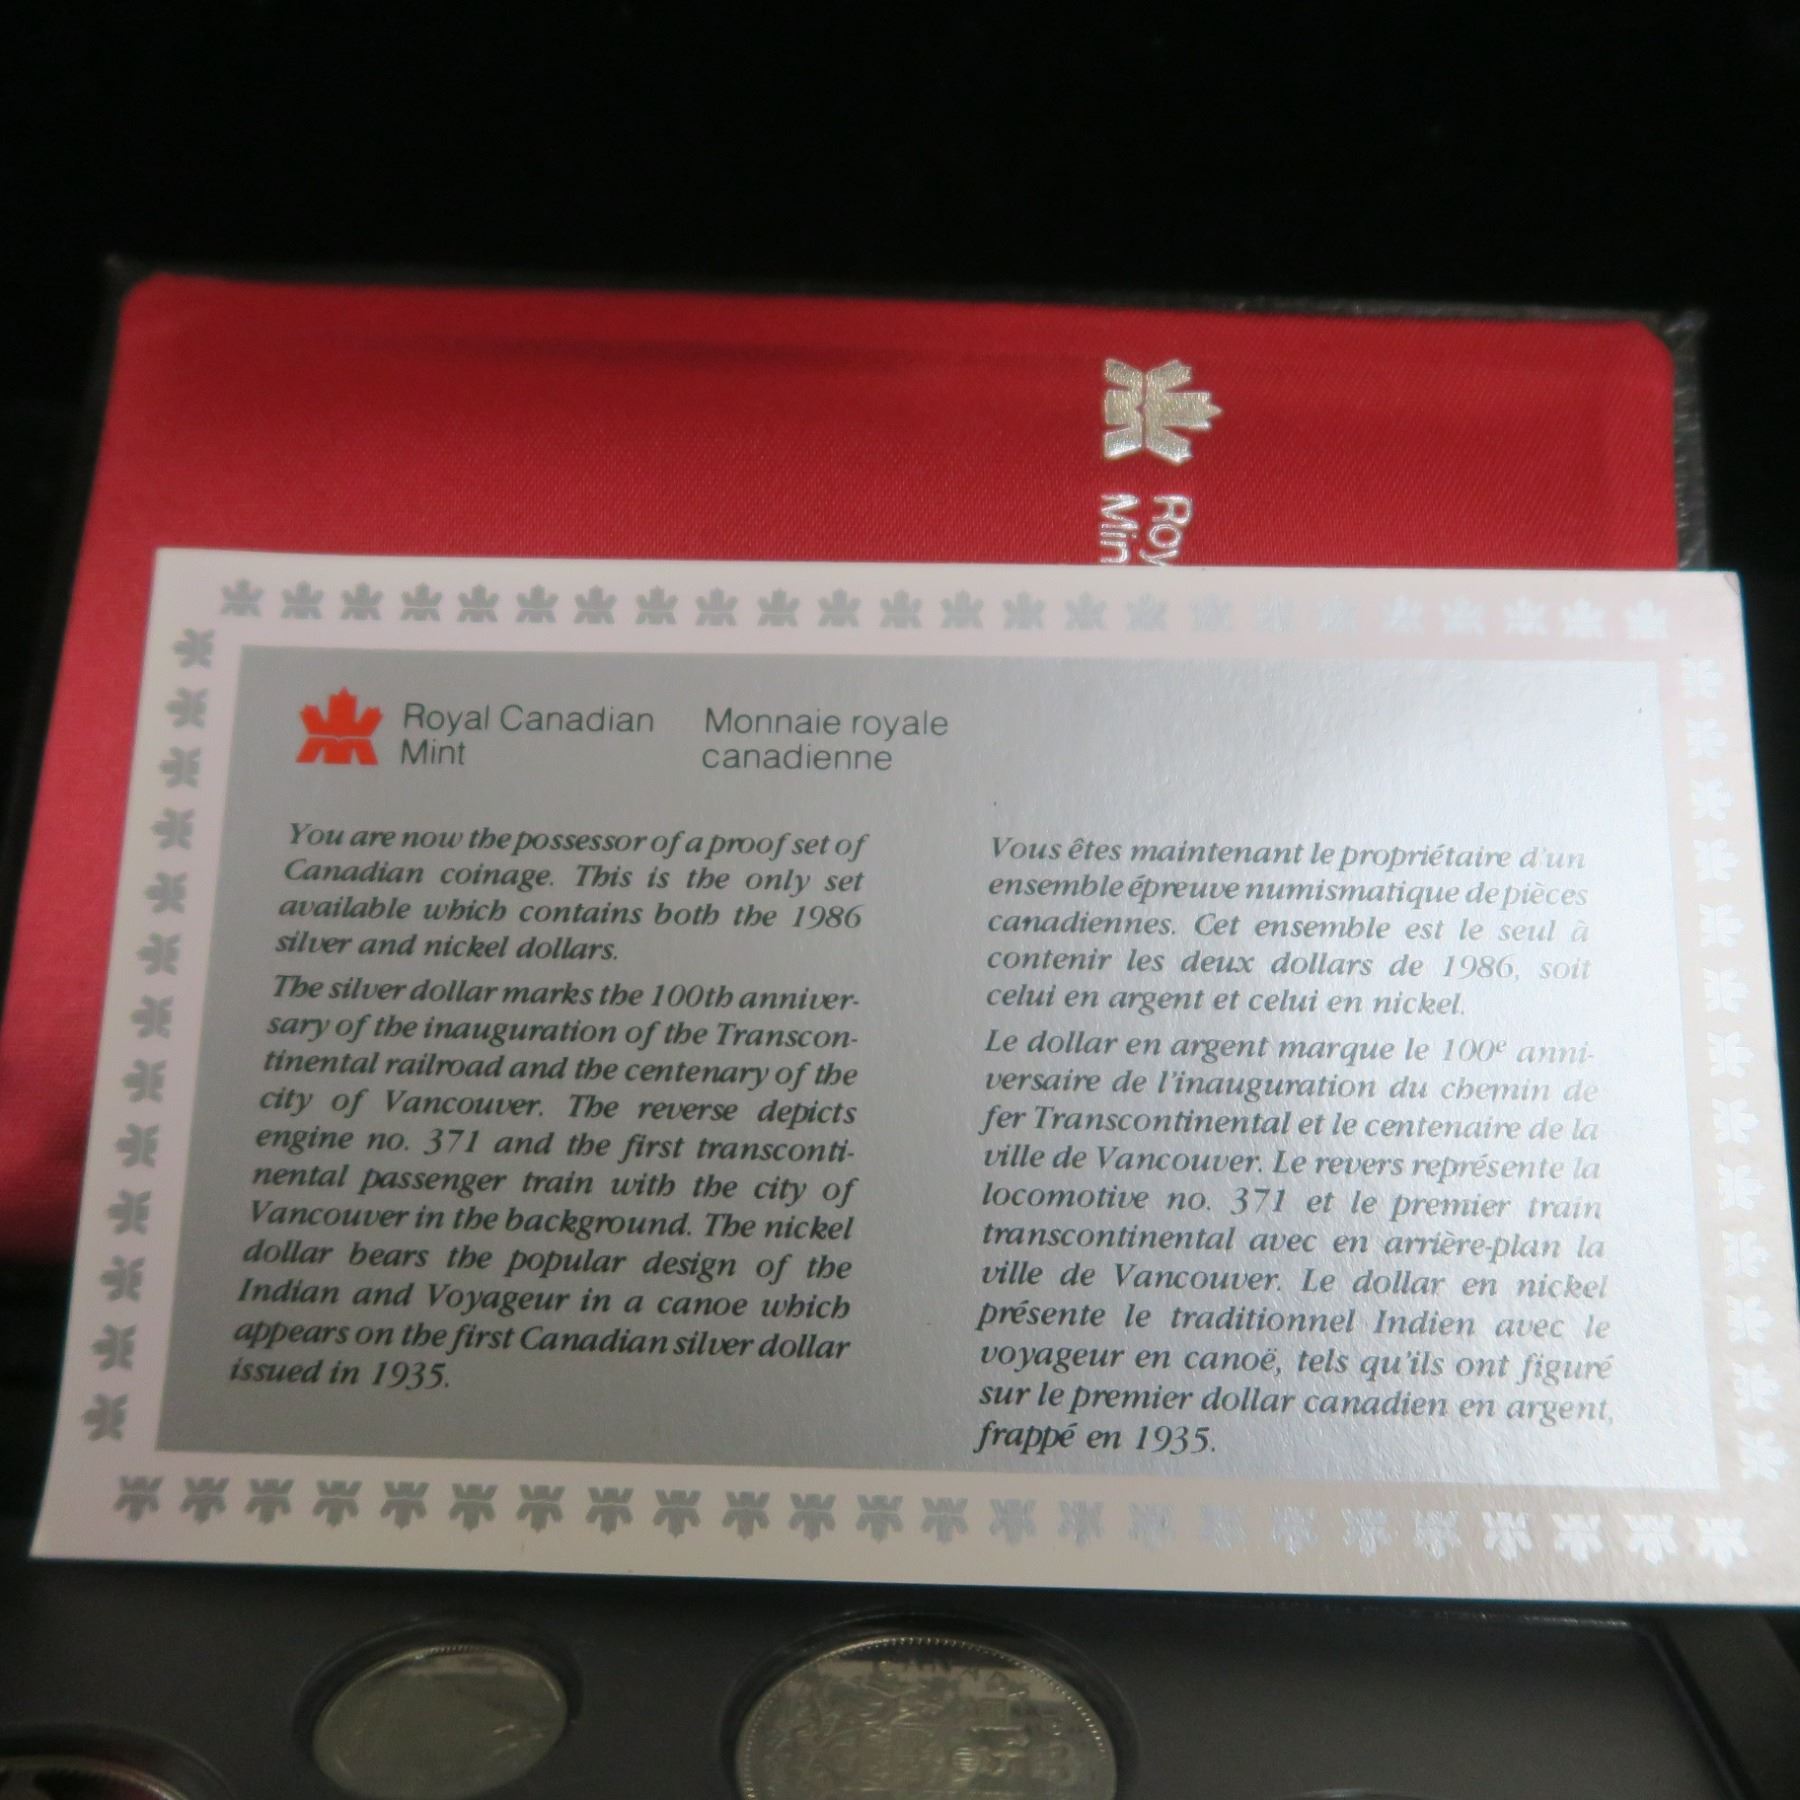 Roy
Min
Royal Canadian
Mint
Monnaie royale
canadienne
You are now the possessor of a proof set of
Canadian coinage. This is the only set
available which contains both the 1986
silver and nickel dollars.
The silver dollar marks the 100th anniver-
sary of the inauguration of the Transcon-
tinental railroad and the centenary of the
city of Vancouver. The reverse depicts
engine no. 371 and the first transconti-
nental passenger train with the city of
Vancouver in the background. The nickel
dollar bears the popular design of the
Indian and Voyageur in a canoe which
appears on the first Canadian silver dollar
issued in 1935.
Vous êtes maintenant le propriétaire d'un
ensemble épreuve numismatique de pièces
canadiennes. Cet ensemble est le seul à
contenir les deux dollars de 1986, soit
celui en argent et celui en nickel.
Le dollar en argent marque le 100e anni-
versaire de l'inauguration du chemin de
fer Transcontinental et le centenaire de la
ville de Vancouver. Le revers représente la
locomotive no. 371 et le premier train
transcontinental avec en arrière-plan la
ville de Vancouver. Le dollar en nickel
présente le traditionnel Indien avec le
voyageur en canoë, tels qu'ils ont figuré
sur le premier dollar canadien en argent,
frappé en 1935.
CANADA